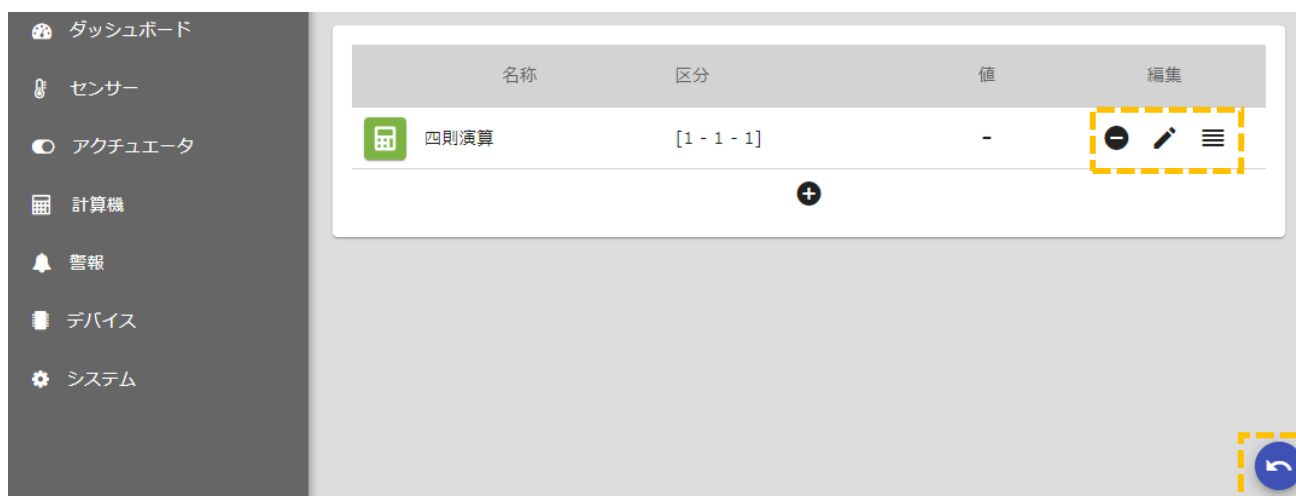 ダッシュボード
センサー
アクチュエータ
計算機
警報
デバイス
システム
名称 区分 値 編集
四則演算 [1 - 1 - 1] -